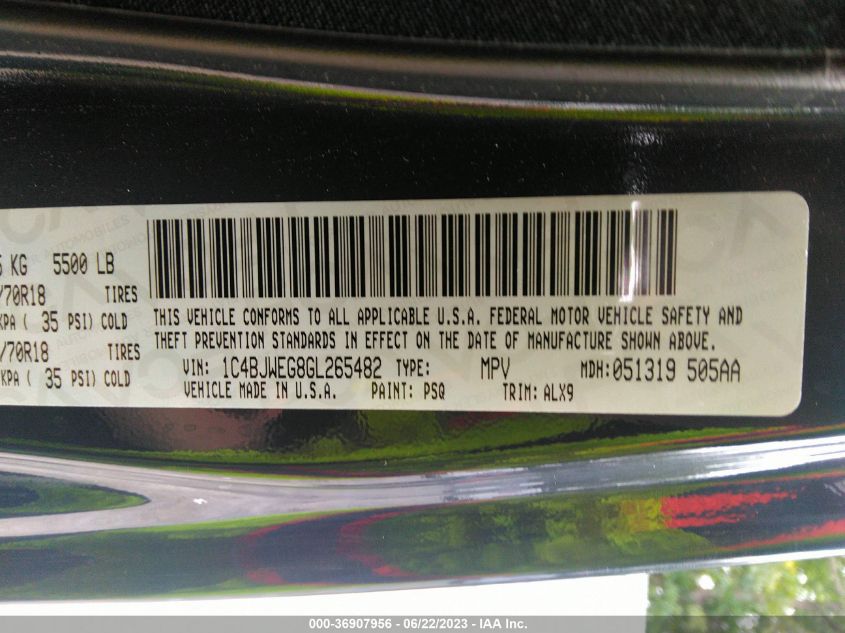 5500 LB
/70R18 TIRES
KPA ( 35 PSI) COLD
/70R18 TIRES
KPA ( 35 PSI) COLD
THIS VEHICLE CONFORMS TO ALL APPLICABLE U.S.A. FEDERAL MOTOR VEHICLE SAFETY AND
THEFT PREVENTION STANDARDS IN EFFECT ON THE DATE OF MANUFACTURE SHOWN ABOVE.
VIN: 1C4BJWEG8GL265482 TYPE: MPV MDH:051319 505AA
VEHICLE MADE IN U.S.A. PAINT: PSQ TRIM: ALX9
000-36907956 - 06/22/2023 - IAA Inc.